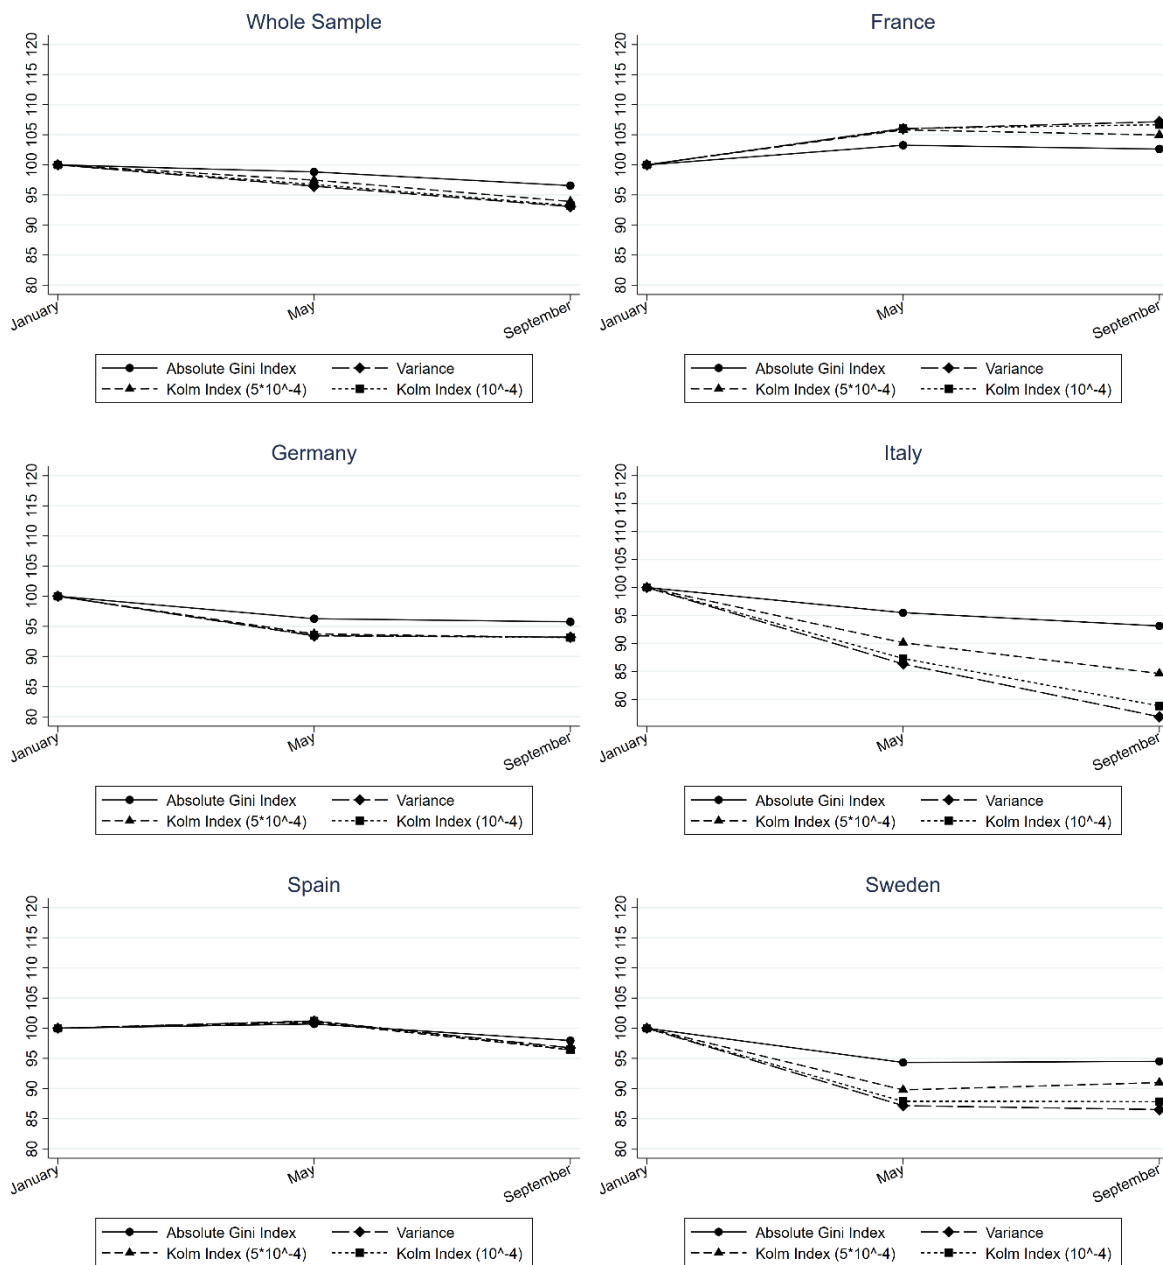 Whole Sample
120
115
110
105
100
95
90
85
80
January
May
September
Absolute Gini Index
Variance
Kolm Index (5*10^-4)
Kolm Index (10^-4)
France
120
115
110
105
100
95
90
85
80
January
May
September
Absolute Gini Index
Variance
Kolm Index (5*10^-4)
Kolm Index (10^-4)
Germany
120
115
110
105
100
95
90
85
80
January
May
September
Absolute Gini Index
Variance
Kolm Index (5*10^-4)
Kolm Index (10^-4)
Italy
120
115
110
105
100
95
90
85
80
January
May
September
Absolute Gini Index
Variance
Kolm Index (5*10^-4)
Kolm Index (10^-4)
Spain
120
115
110
105
100
95
90
85
80
January
May
September
Absolute Gini Index
Variance
Kolm Index (5*10^-4)
Kolm Index (10^-4)
Sweden
120
115
110
105
100
95
90
85
80
January
May
September
Absolute Gini Index
Variance
Kolm Index (5*10^-4)
Kolm Index (10^-4)